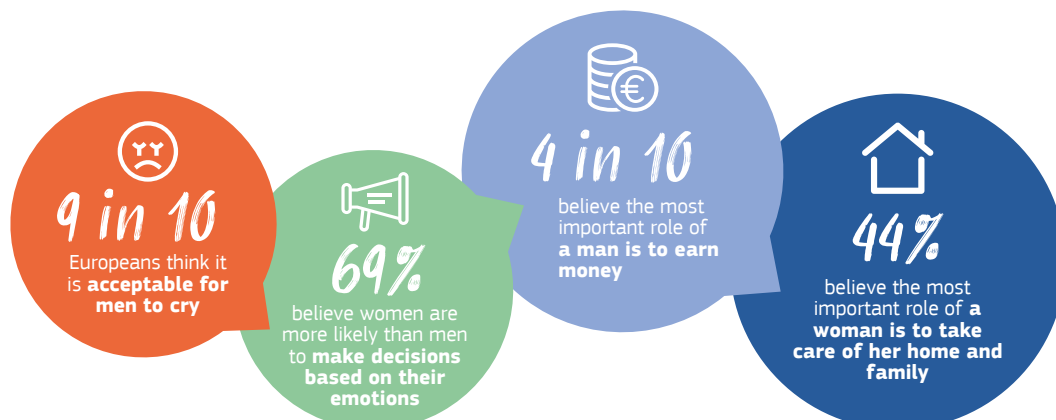 9 in 10
Europeans think it
is acceptable for
men to cry
69%
believe women are
more likely than men
to make decisions
based on their
emotions
4 in 10
believe the most
important role of
a man is to earn
money
44%
believe the most
important role of a
woman is to take
care of her home and
family